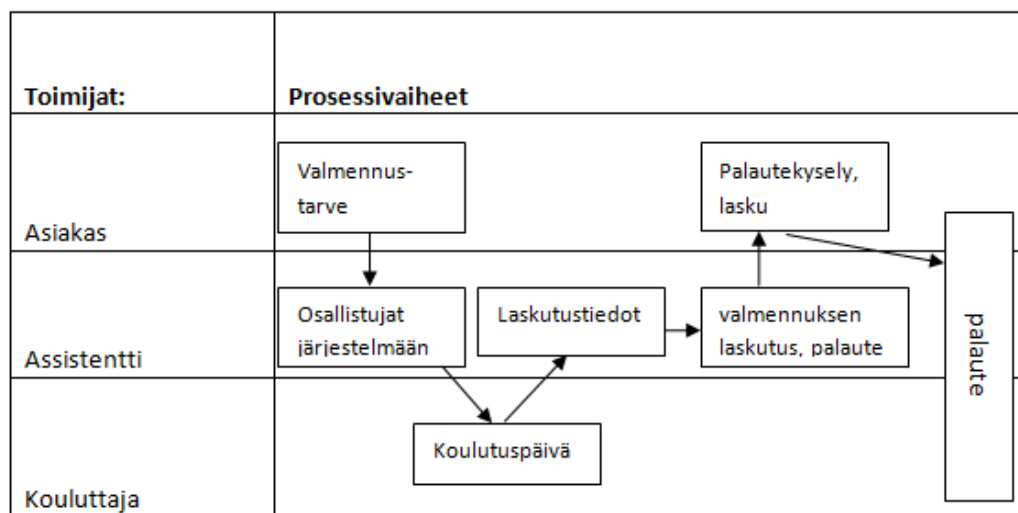 Toimijat:
Prosessivaiheet
Asiakas
Valmennus-
tarve
Palautekysely,
lasku
Assistentti
Osallistujat
järjestelmään
Laskutustiedot
valmennuksen
laskutus, palaute
palaute
Kouluttaja
Koulutuspäivä